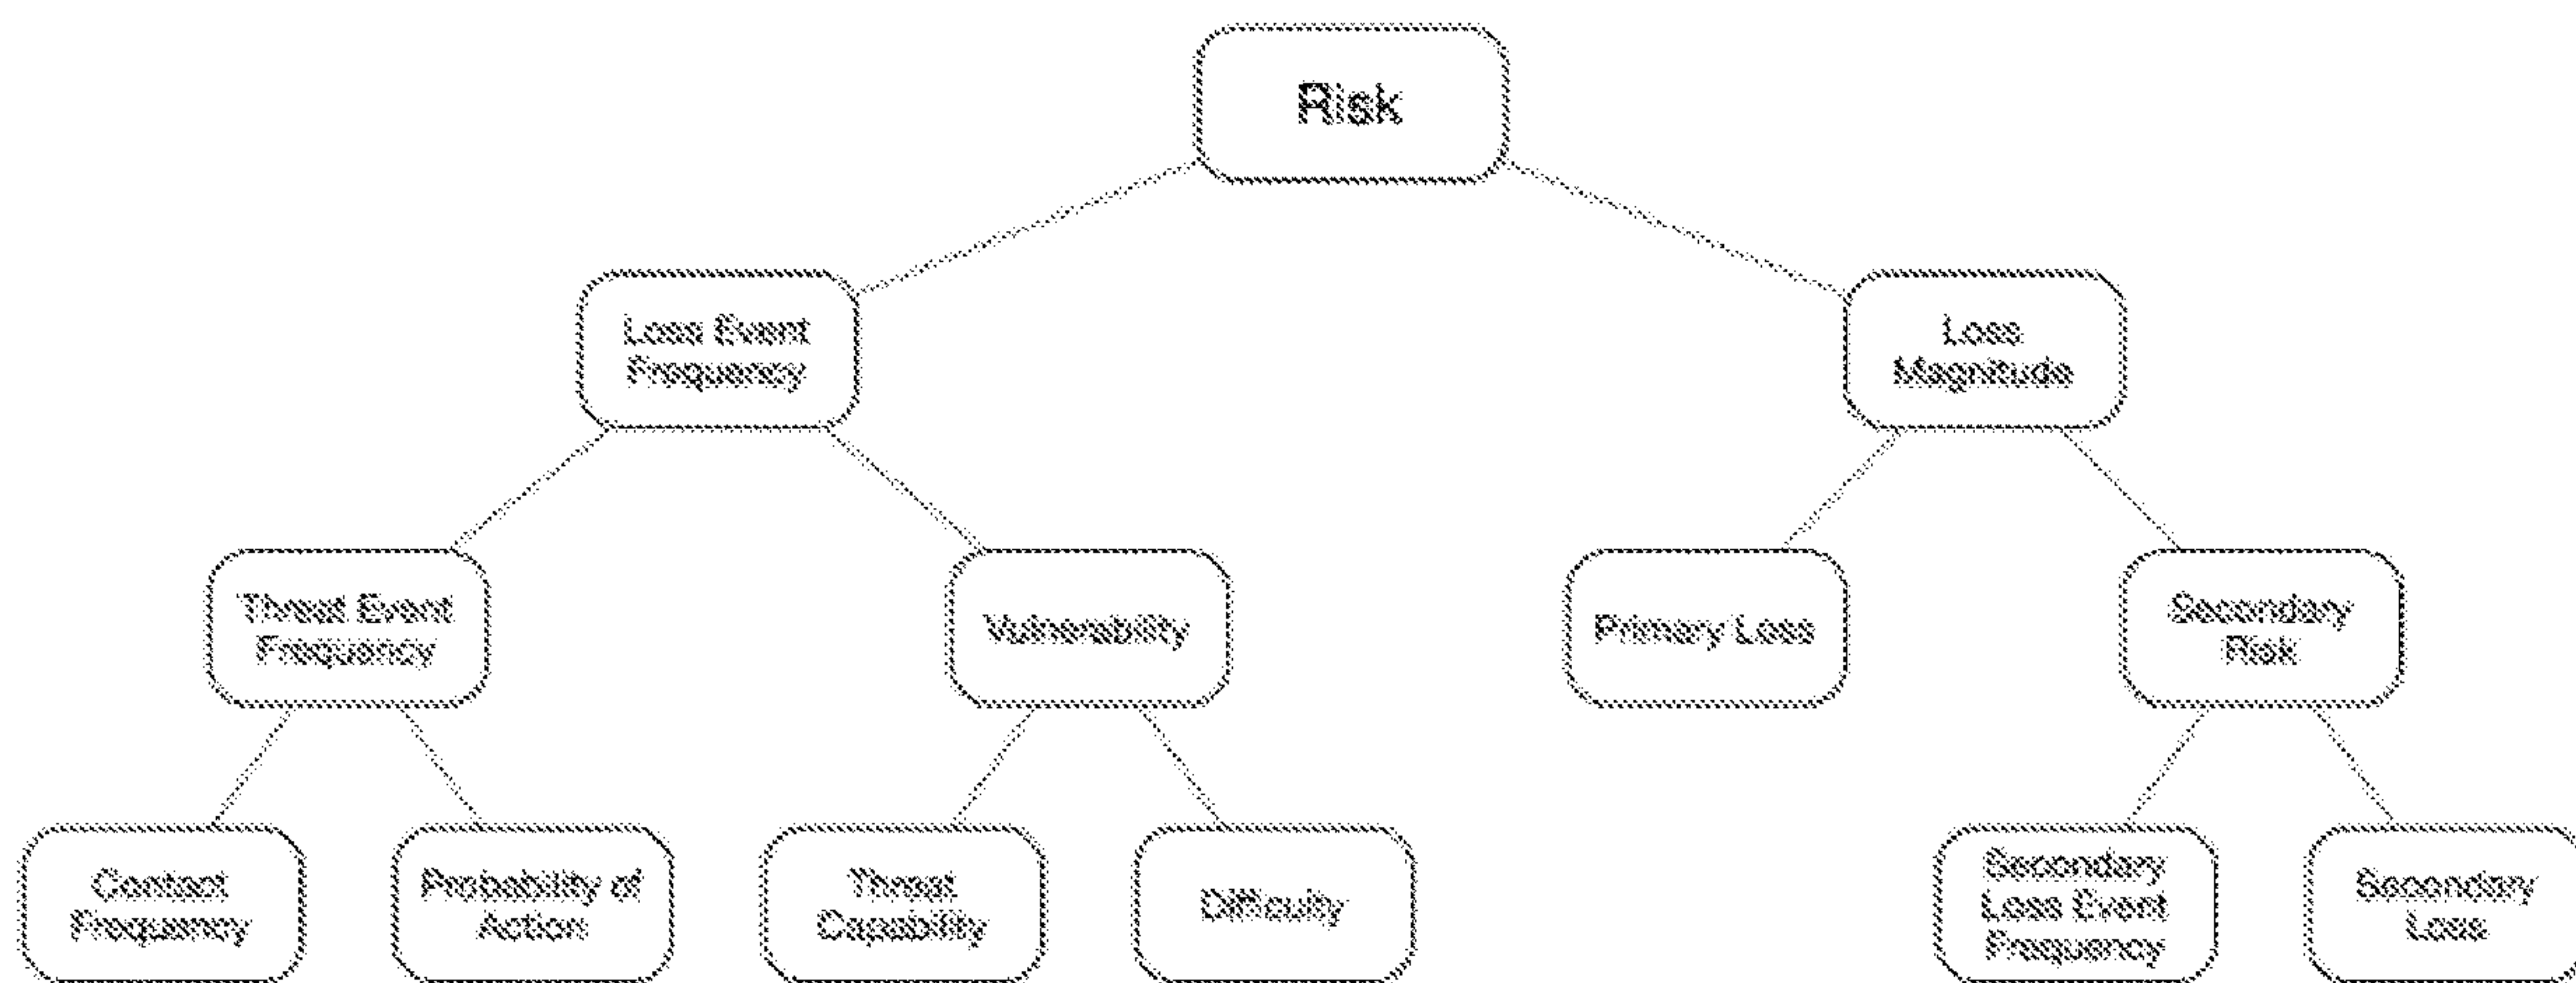 Risk
Loss Event
Frequency
Loss
Magnitude
Threat Event
Frequency
Vulnerability
Primary Loss
Secondary
Risk
Contact
Frequency
Probability of
Action
Threat
Capability
Difficulty
Secondary
Loss Event
Frequency
Secondary
Loss